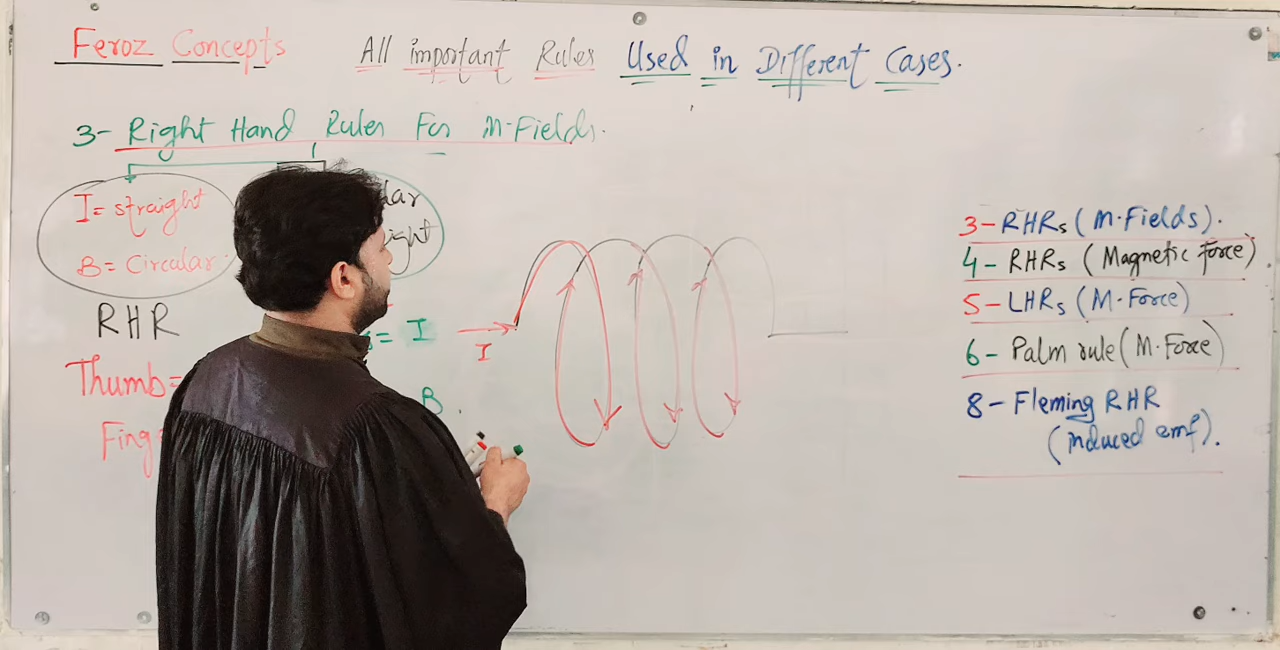 Feroz Concepts
All important Rules Used in Different Cases.
3- Right Hand Rules For M-Fields.
I = straight
B = Circular
RHR
Thumb=
= I
B.
I
3- RHRs (M.Fields).
4- RHRs (Magnetic force)
5- LHRs (M.Force)
6- Palm rule (M.Force)
8- Fleming RHR
(induced emf).